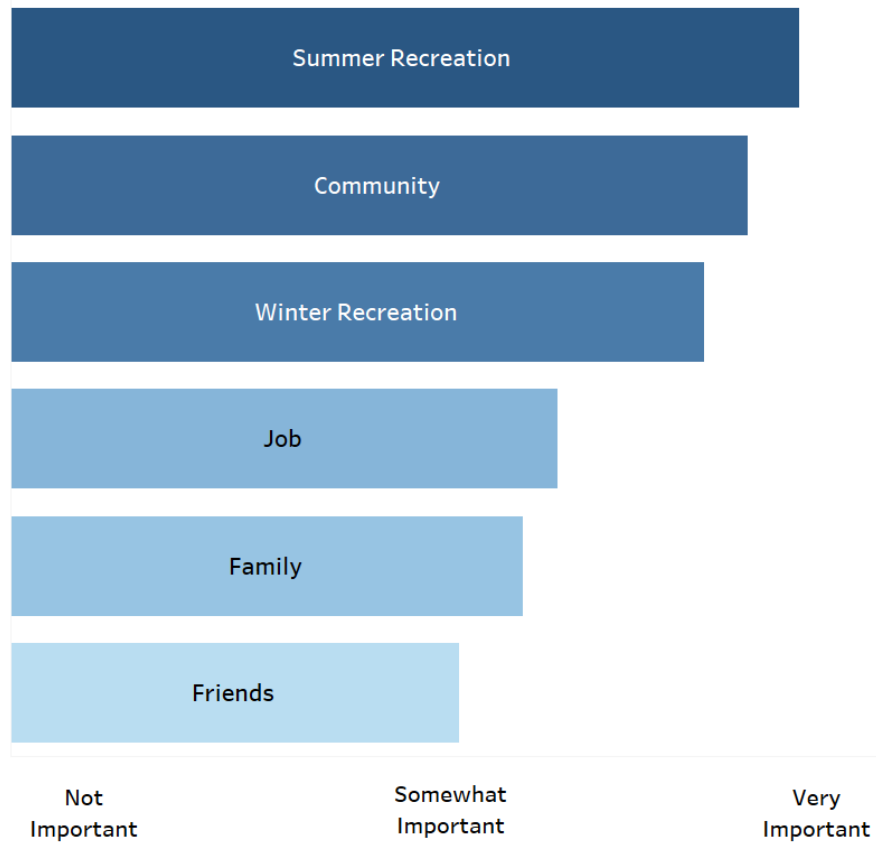 Summer Recreation
Community
Winter Recreation
Job
Family
Friends
Not
Important
Somewhat
Important
Very
Important